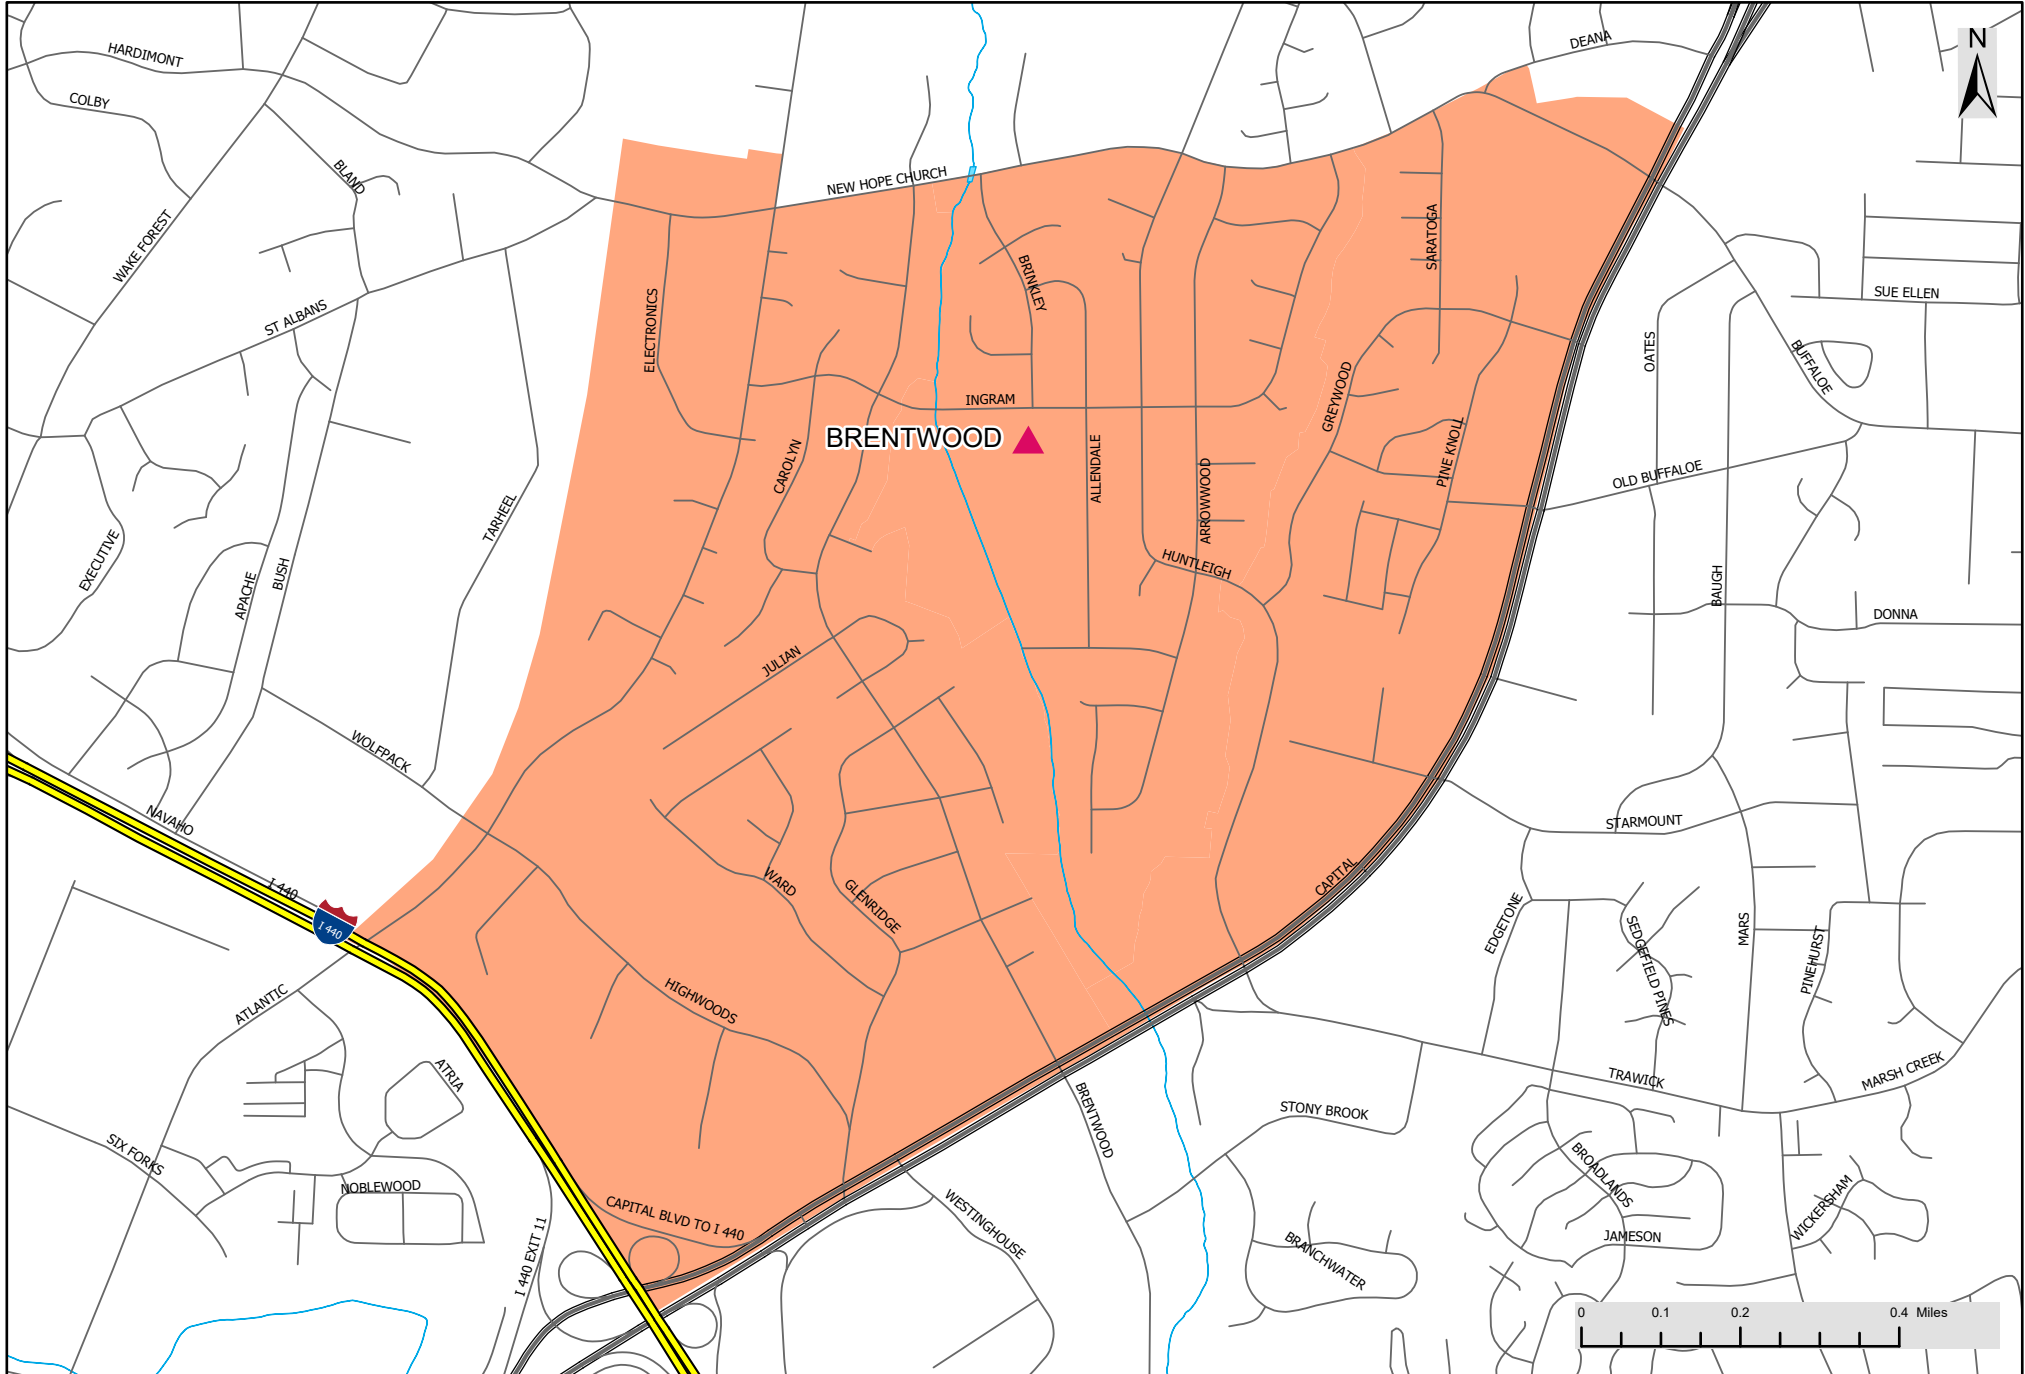 HARDIMONT
DEANA
N
COLBY
BLAND
NEW HOPE CHURCH
WAKE FOREST
SARATOGA
BRINKLEY
ELECTRONICS
ST ALBANS
SUE ELLEN
OATES
BUFFALOE
INGRAM
GREYWOOD
BRENTWOOD
CAROLYN
ALLENDALE
ARROWWOOD
PINE KNOLL
OLD BUFFALOE
TARHEEL
EXECUTIVE
APACHE
BUSH
HUNTLEIGH
BAUGH
DONNA
JULIAN
WOLFPACK
NAVAHO
STARMOUNT
I 440
I 440
WARD
GLENRIDGE
CAPITAL
EDGETONE
SEDGEFIELD PINES
MARS
PINEHURST
ATLANTIC
HIGHWOODS
ATRIA
TRAWICK
MARSH CREEK
BRENTWOOD
STONY BROOK
SIX FORKS
NOBLEWOOD
BROADLANDS
WICKERSHAM
CAPITAL BLVD TO I 440
WESTINGHOUSE
I 440 EXIT 11
BRANCHWATER
JAMESON
0 0.1 0.2 0.4 Miles